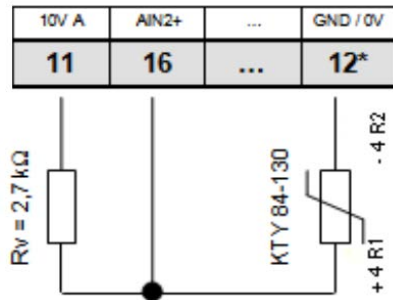 10V A AIN2+ ... GND / 0V
11 16 ... 12*
Rv = 2,7 kΩ
KTY 84-130
- 4 R2
+ 4 R1